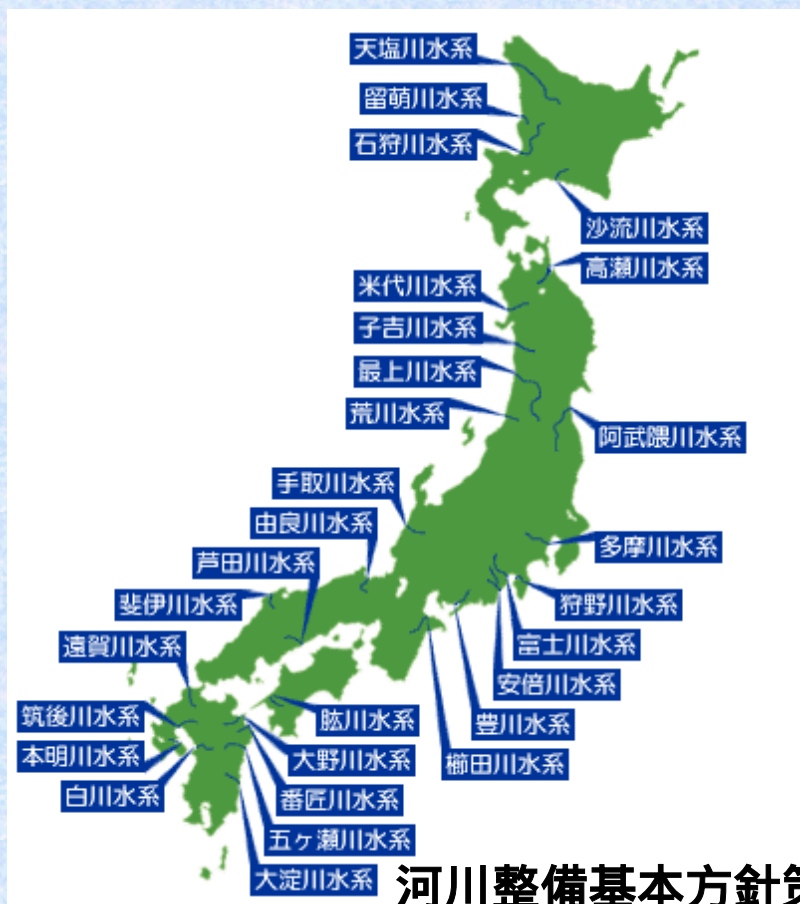 天塩川水系
留萌川水系
石狩川水系
沙流川水系
高瀬川水系
米代川水系
子吉川水系
最上川水系
荒川水系
阿武隈川水系
手取川水系
由良川水系
多摩川水系
芦田川水系
斐伊川水系
狩野川水系
遠賀川水系
富士川水系
安倍川水系
筑後川水系
肱川水系
豊川水系
本明川水系
大野川水系
櫛田川水系
白川水系
番匠川水系
五ヶ瀬川水系
大淀川水系
河川整備基本方針策